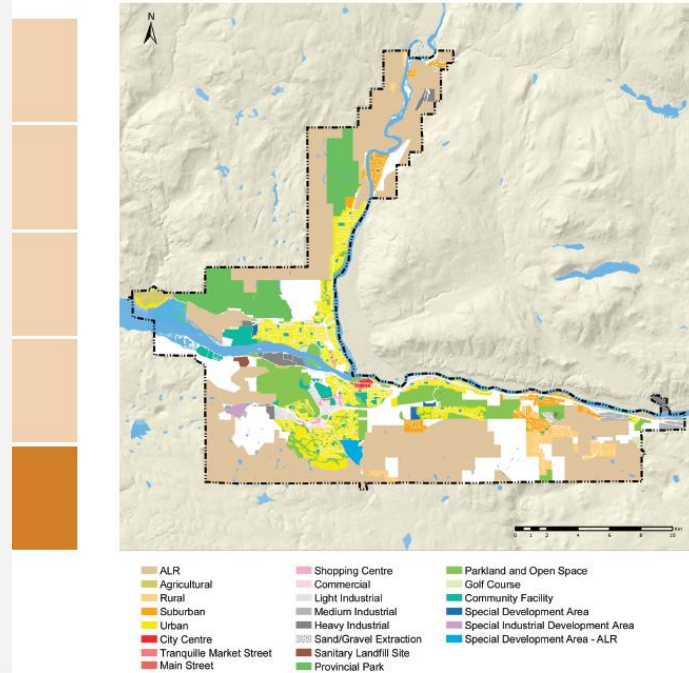 N
0 1 2 4 6 8 10
Km
ALR
Agricultural
Rural
Suburban
Urban
City Centre
Tranquille Market Street
Main Street
Shopping Centre
Commercial
Light Industrial
Medium Industrial
Heavy Industrial
Sand/Gravel Extraction
Sanitary Landfill Site
Provincial Park
Parkland and Open Space
Golf Course
Community Facility
Special Development Area
Special Industrial Development Area
Special Development Area - ALR